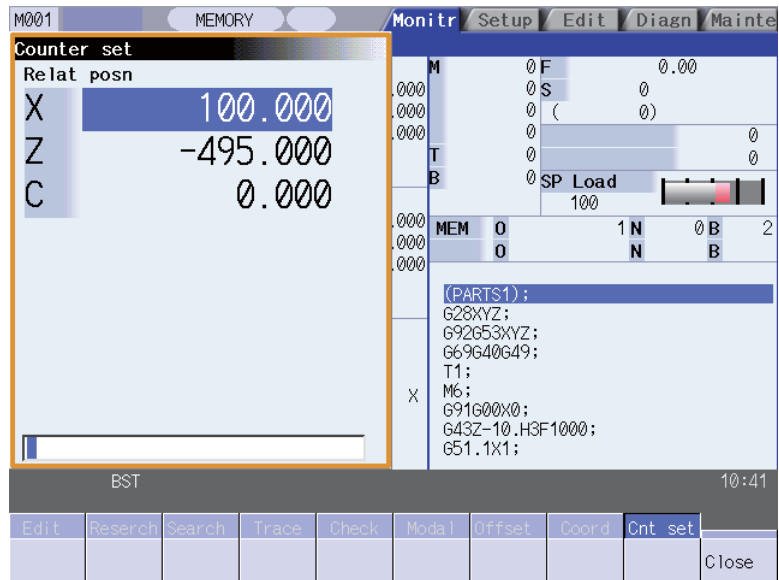 M001 MEMORY Monitr Setup Edit Diagn Mainte
Counter set
Relat posn
X 100.000
Z -495.000
C 0.000
.000
.000
.000
.000
.000
.000
X
M 0 F 0.00
0 S 0
0 ( 0)
0 0
T 0 0
B 0 SP Load
100
MEM O 1 N 0 B 2
O N B
(PARTS1);
G28XYZ;
G92G53XYZ;
G69G40G49;
T1;
M6;
G91G00X0;
G43Z-10.H3F1000;
G51.1X1;
BST 10:41
Edit Reserch Search Trace Check Modal Offset Coord Cnt set
Close